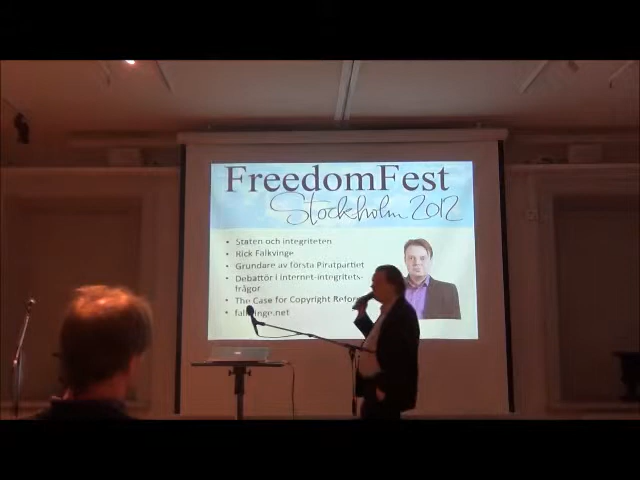 FreedomFest
Stockholm 2012
• Staten och integriteten
• Rick Falkvinge
• Grundare av första Piratpartiet
• Debattör i internet-integritets-
frågor
• The Case for Copyright Reform
• falkvinge.net